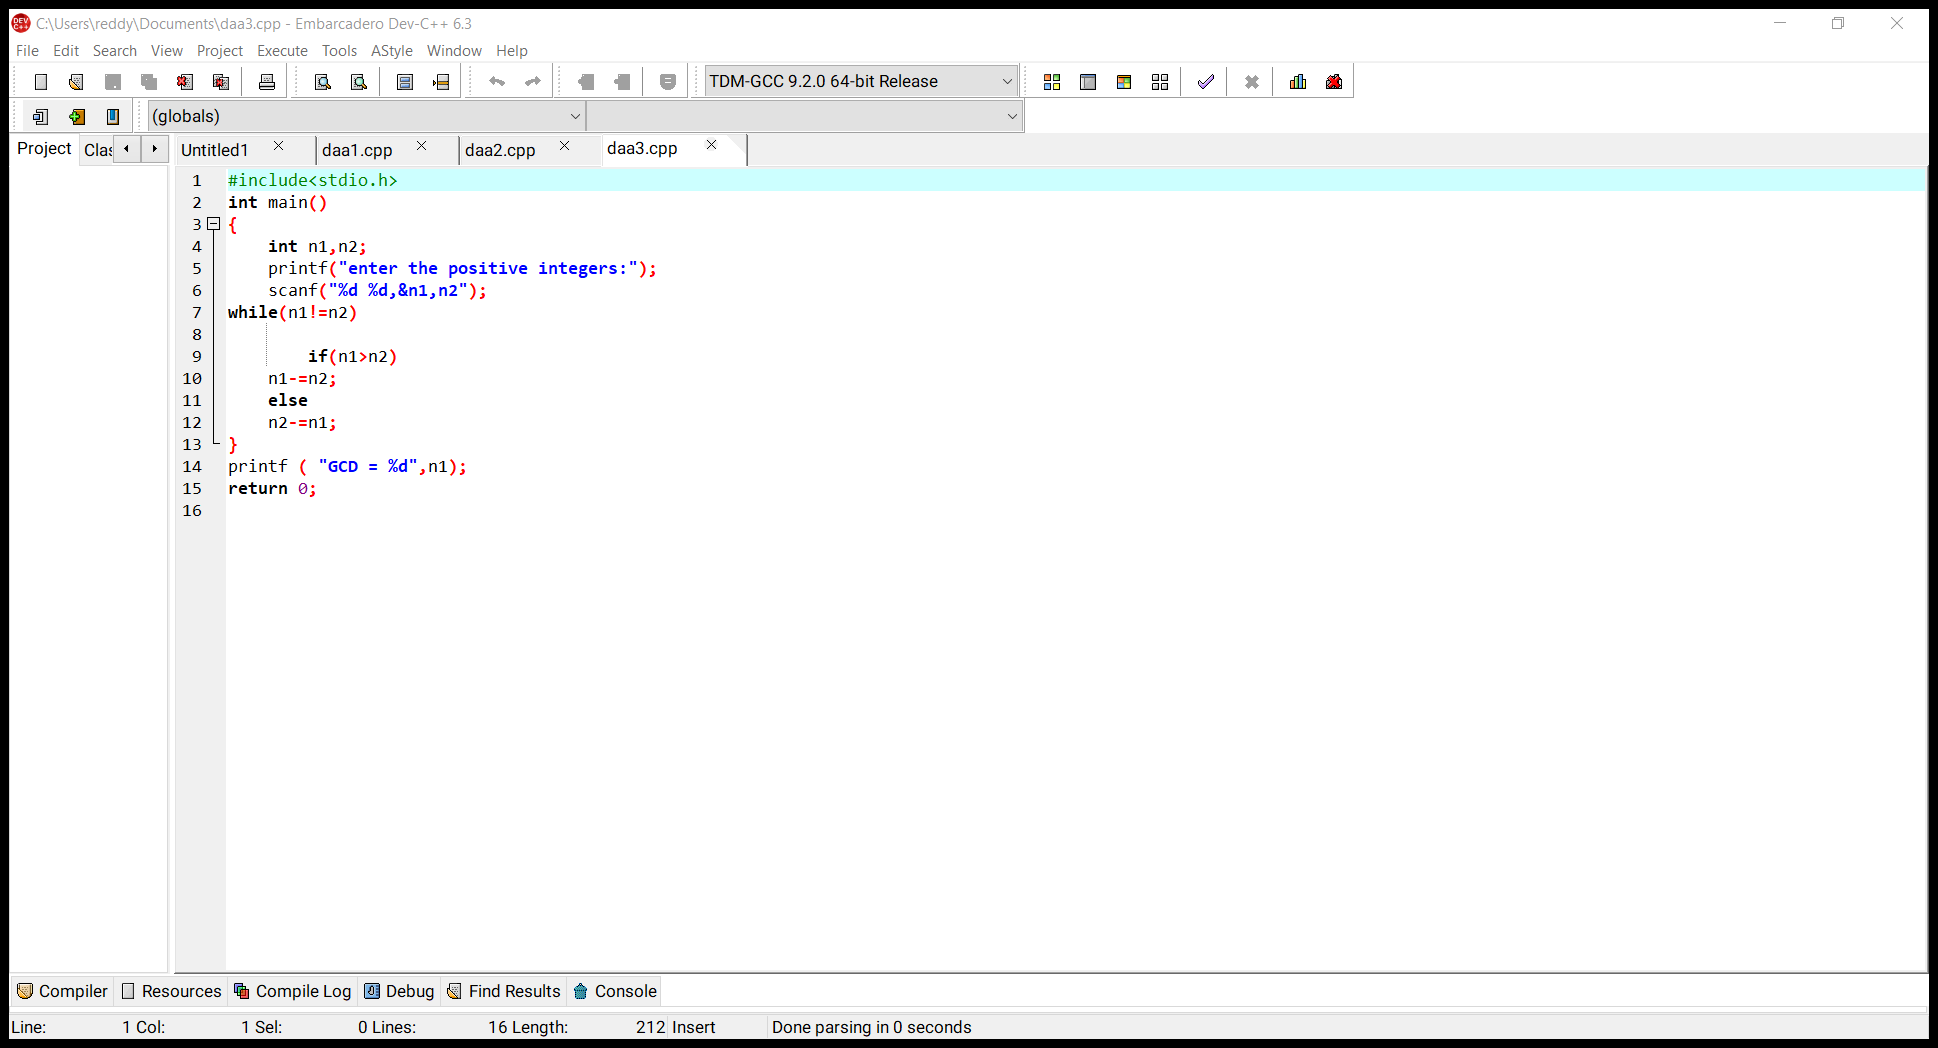 C:\Users\reddy\Documents\daa3.cpp - Embarcadero Dev-C++ 6.3
File Edit Search View Project Execute Tools AStyle Window Help
TDM-GCC 9.2.0 64-bit Release
(globals)
Project Clas Untitled1 daa1.cpp daa2.cpp daa3.cpp
1 #include<stdio.h>
2 int main()
3 {
4 int n1,n2;
5 printf("enter the positive integers:");
6 scanf("%d %d,&n1,n2");
7 while(n1!=n2)
8
9 if(n1>n2)
10 n1-=n2;
11 else
12 n2-=n1;
13 }
14 printf ( "GCD = %d",n1);
15 return 0;
16
Compiler Resources Compile Log Debug Find Results Console
Line: 1 Col: 1 Sel: 0 Lines: 16 Length: 212 Insert Done parsing in 0 seconds